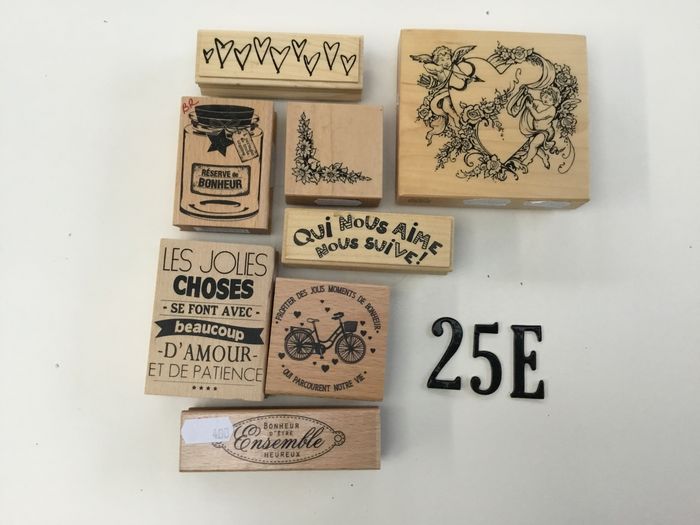 B.R
RÉSERVE de
BONHEUR
QUI NOUS AIME
NOUS SUIVE!
LES JOLIES
CHOSES
- SE FONT AVEC -
beaucoup
-D'AMOUR-
ET DE PATIENCE
PROFITER DES JOLIS MOMENTS DE BONHEUR
QUI PARCOURENT NOTRE VIE
25E
480
BONHEUR
D'ÊTRE
Ensemble
HEUREUX